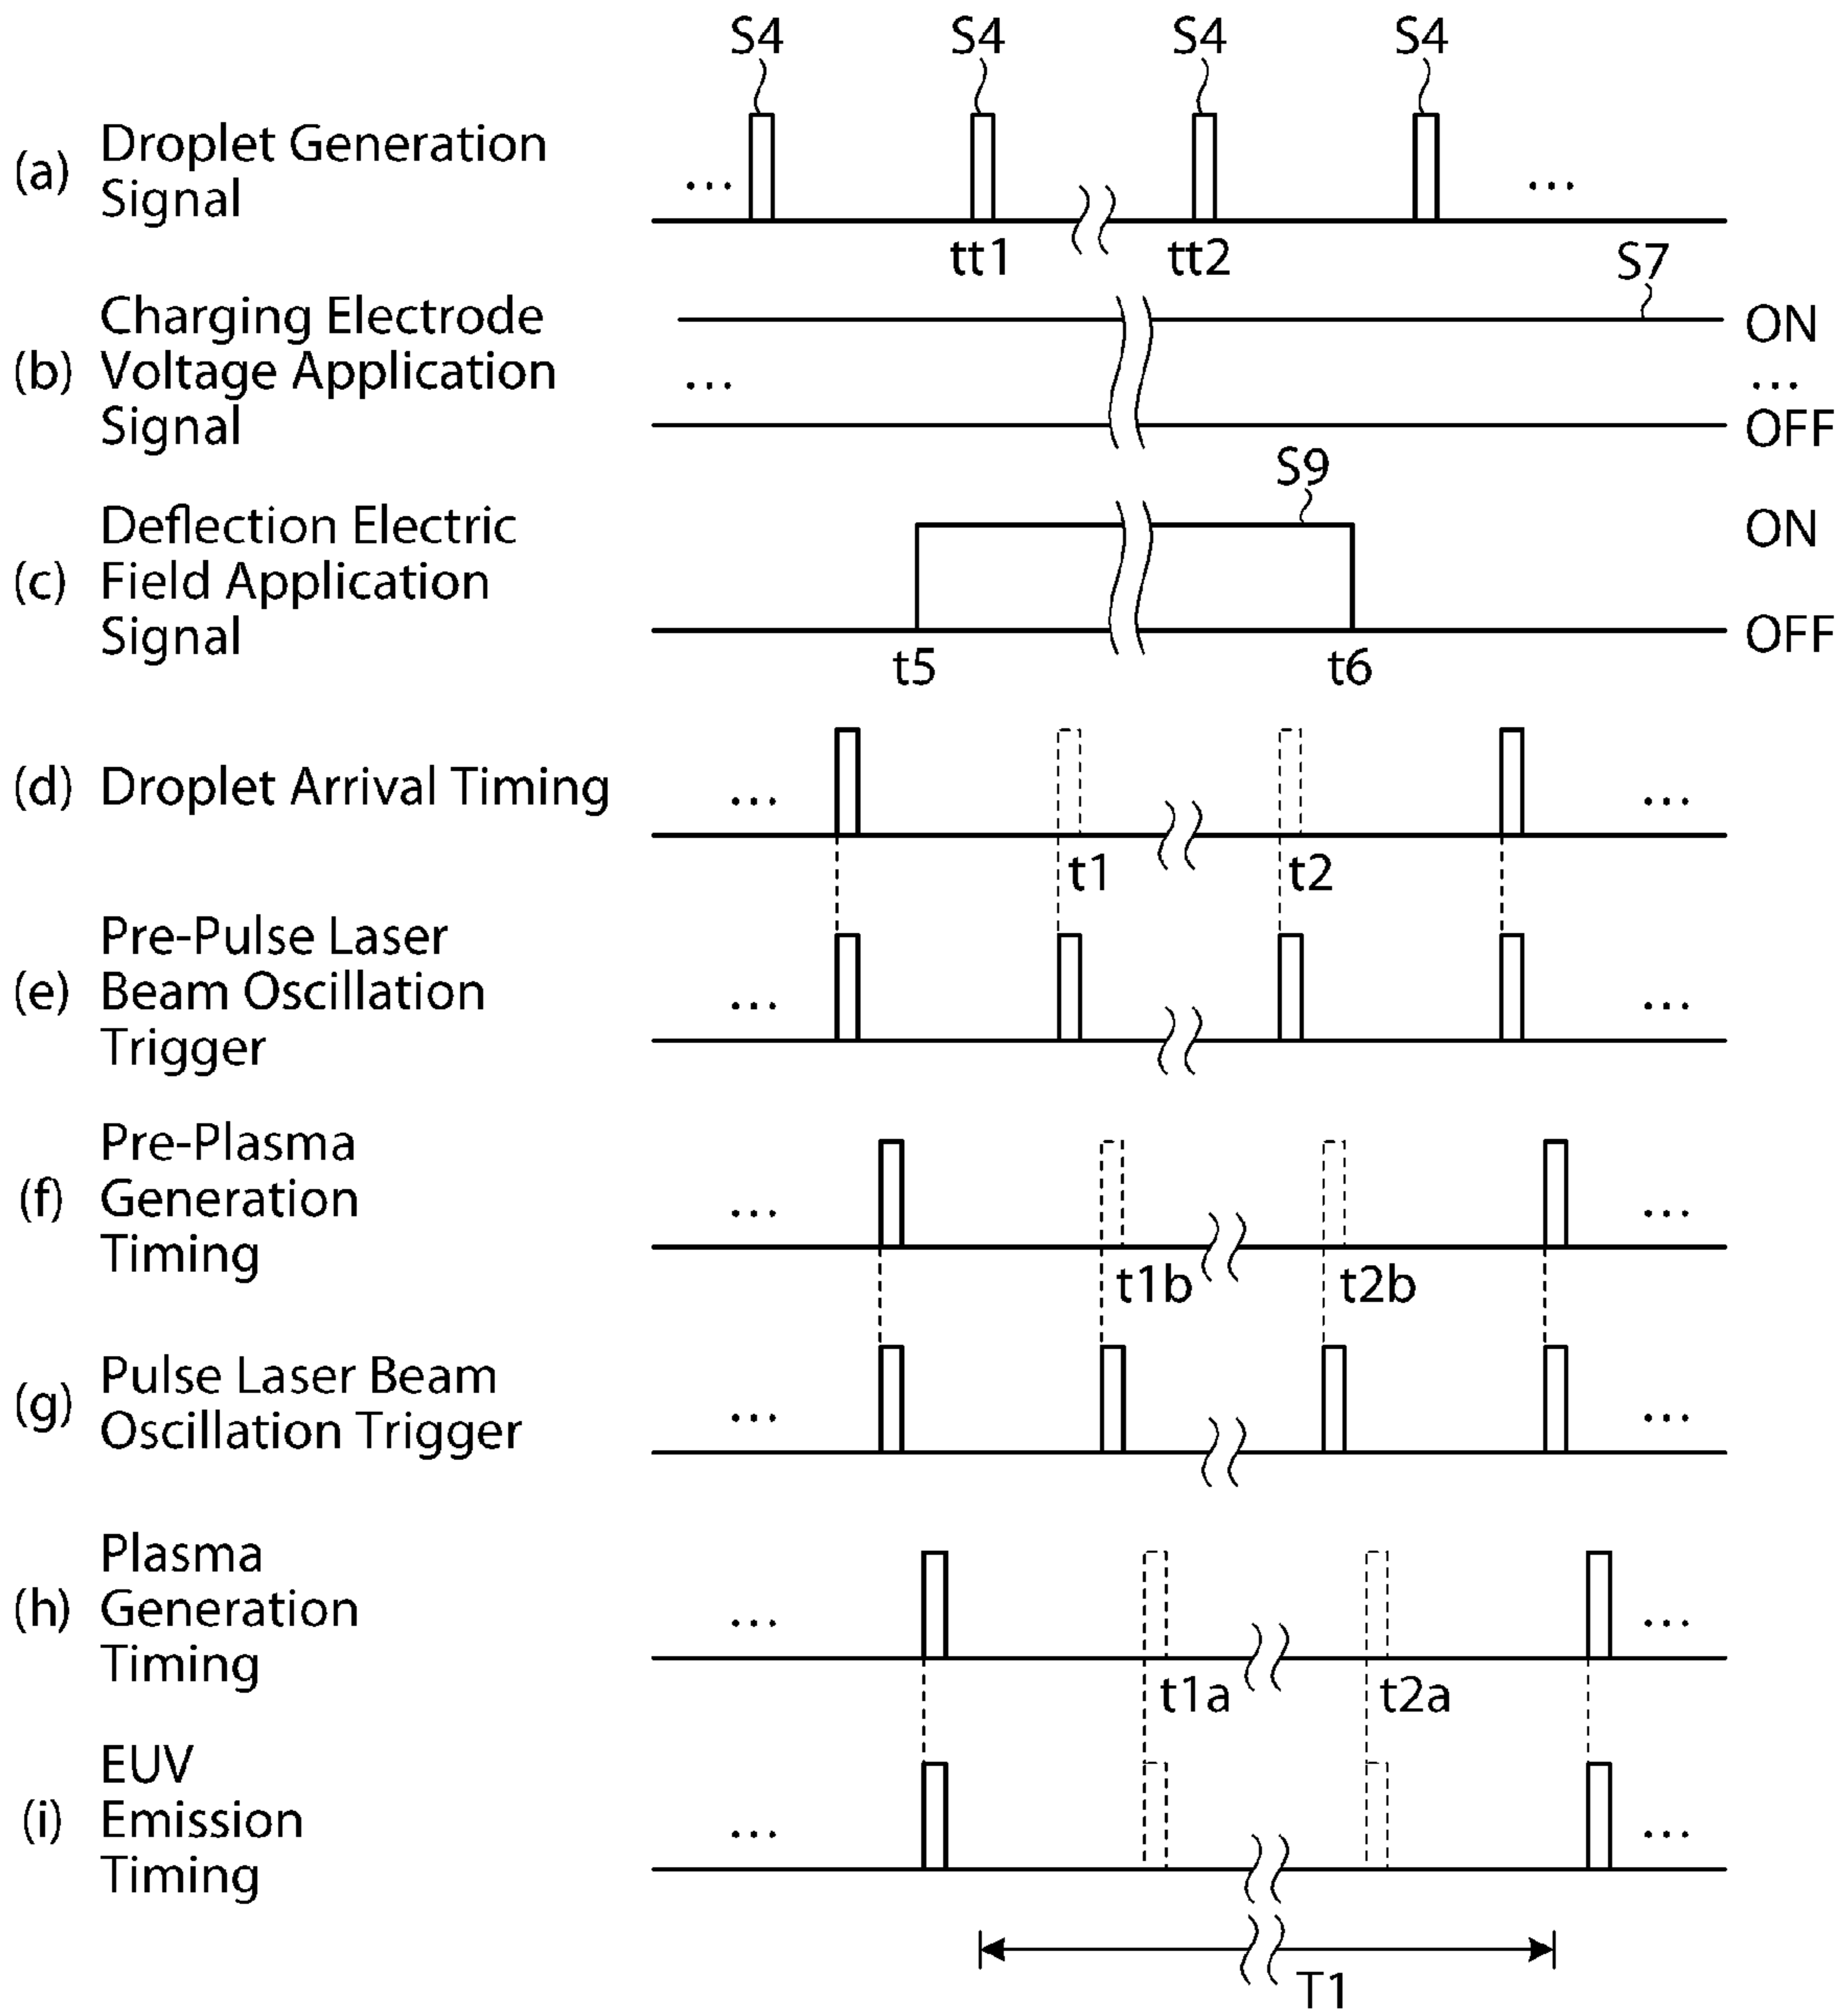 S4 S4 S4 S4
(a) Droplet Generation
Signal
... ...
tt1 tt2
S7
(b) Charging Electrode
Voltage Application
Signal
ON
... ...
OFF
S9
(c) Deflection Electric
Field Application
Signal
ON
OFF
t5 t6
(d) Droplet Arrival Timing
... ...
t1 t2
(e) Pre-Pulse Laser
Beam Oscillation
Trigger
... ...
(f) Pre-Plasma
Generation
Timing
... ...
t1b t2b
(g) Pulse Laser Beam
Oscillation Trigger
... ...
(h) Plasma
Generation
Timing
... ...
t1a t2a
(i) EUV
Emission
Timing
... ...
T1